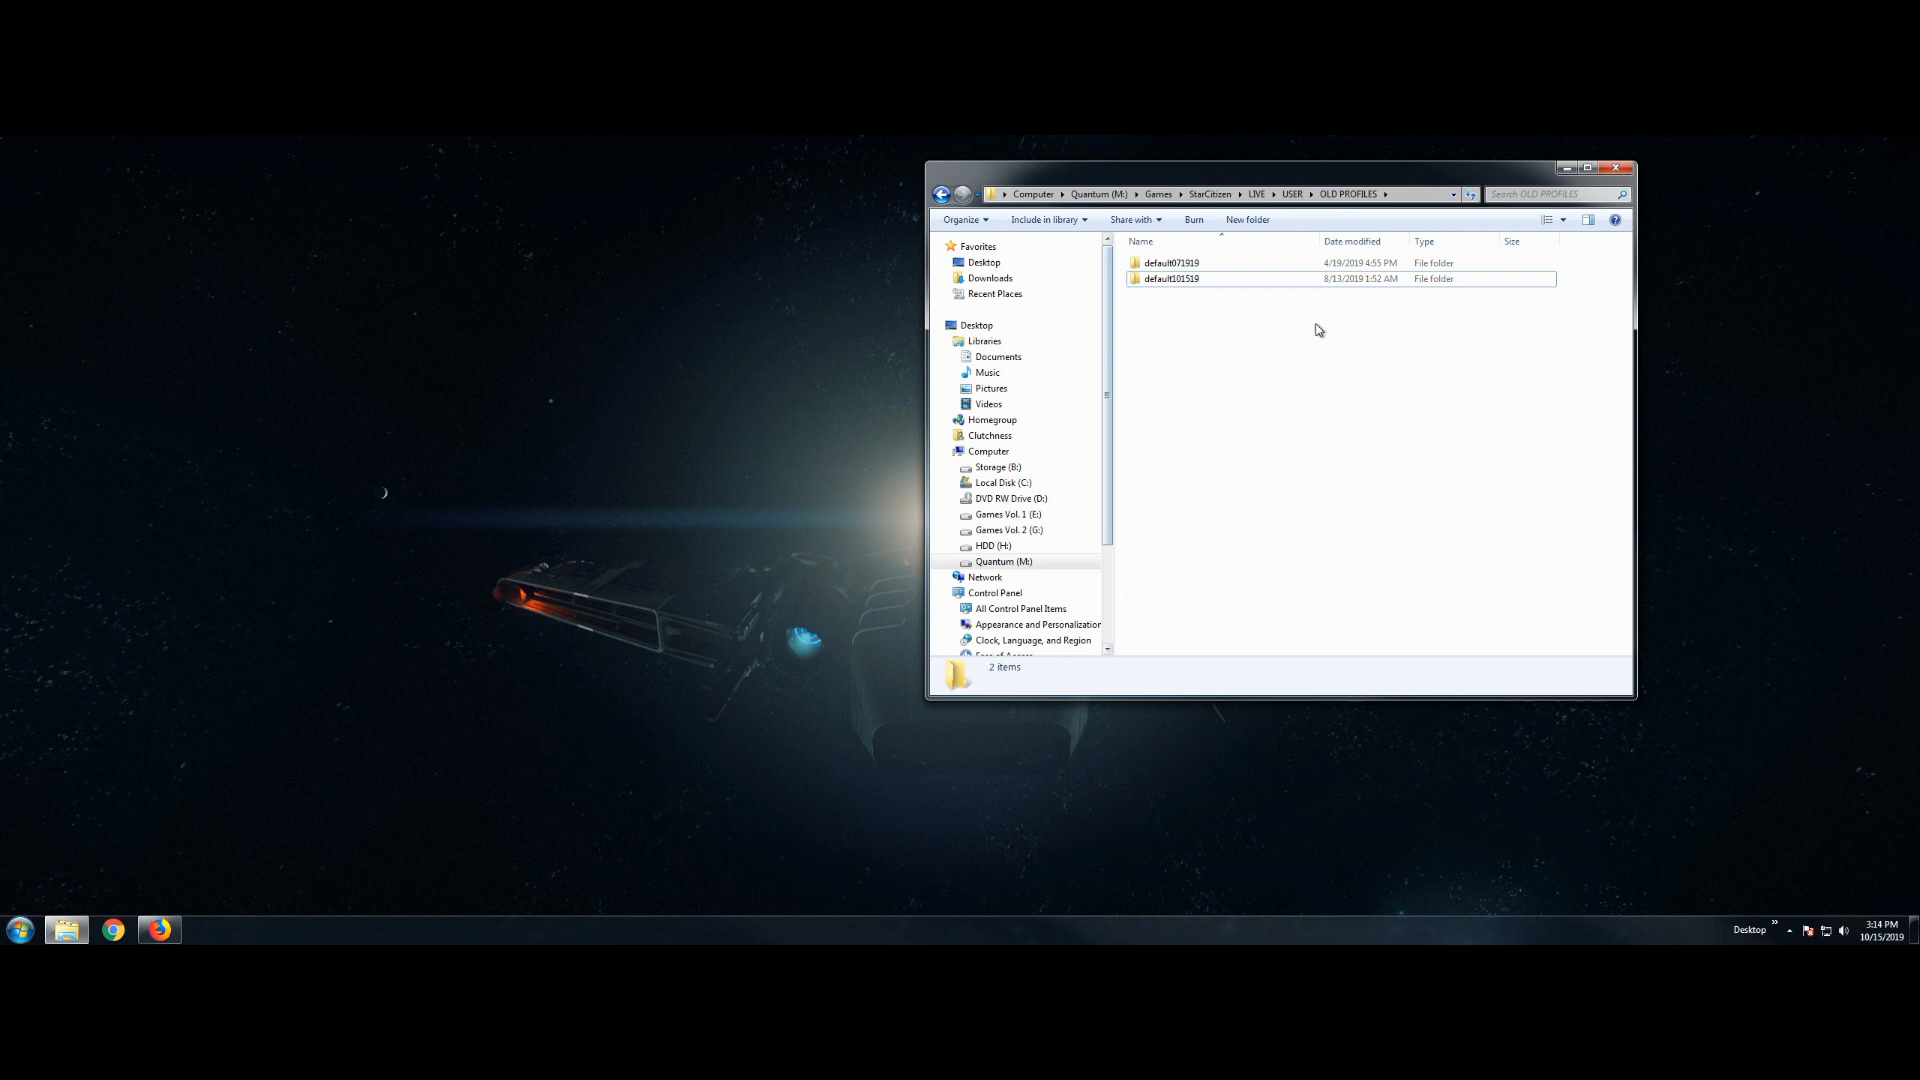 Computer Quantum (M:) Games StarCitizen LIVE USER OLD PROFILES Search OLD PROFILES
Organize Include in library Share with Burn New folder
Name Date modified Type Size
default071919 4/19/2019 4:55 PM File folder
default101519 8/13/2019 1:52 AM File folder
Favorites
Desktop
Downloads
Recent Places
Desktop
Libraries
Documents
Music
Pictures
Videos
Homegroup
Clutchness
Computer
Storage (B:)
Local Disk (C:)
DVD RW Drive (D:)
Games Vol. 1 (E:)
Games Vol. 2 (G:)
HDD (H:)
Quantum (M:)
Network
Control Panel
All Control Panel Items
Appearance and Personalization
Clock, Language, and Region
2 items
Desktop
3:14 PM
10/15/2019